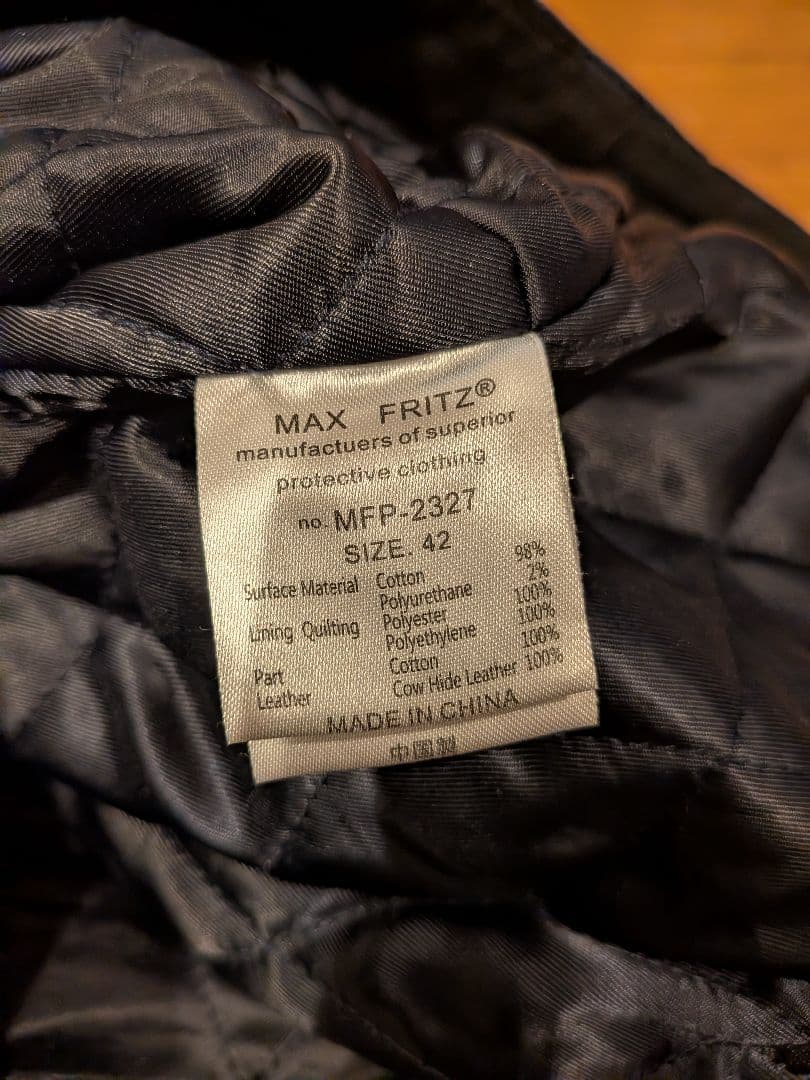 MAX FRITZ®
manufactuers of superior
protective clothing
no. MFP-2327
SIZE. 42
Surface Material Cotton 98%
Polyurethane 2%
Lining Quilting Polyester 100%
Polyethylene 100%
Part Cotton 100%
Leather Cow Hide Leather 100%
MADE IN CHINA
中国製